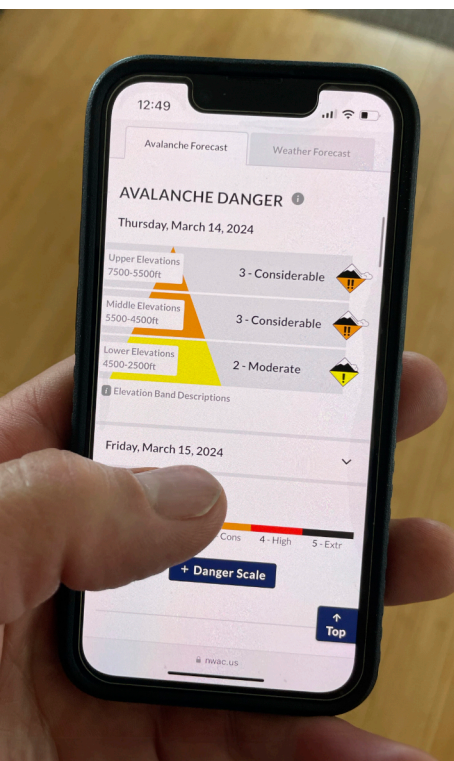 12:49
Avalanche Forecast
Weather Forecast
AVALANCHE DANGER
Thursday, March 14, 2024
Upper Elevations
7500-5500ft
3 - Considerable
Middle Elevations
5500-4500ft
3 - Considerable
Lower Elevations
4500-2500ft
2 - Moderate
Elevation Band Descriptions
Friday, March 15, 2024
Cons
4 - High
5 - Extr
+ Danger Scale
↑
Top
nwac.us